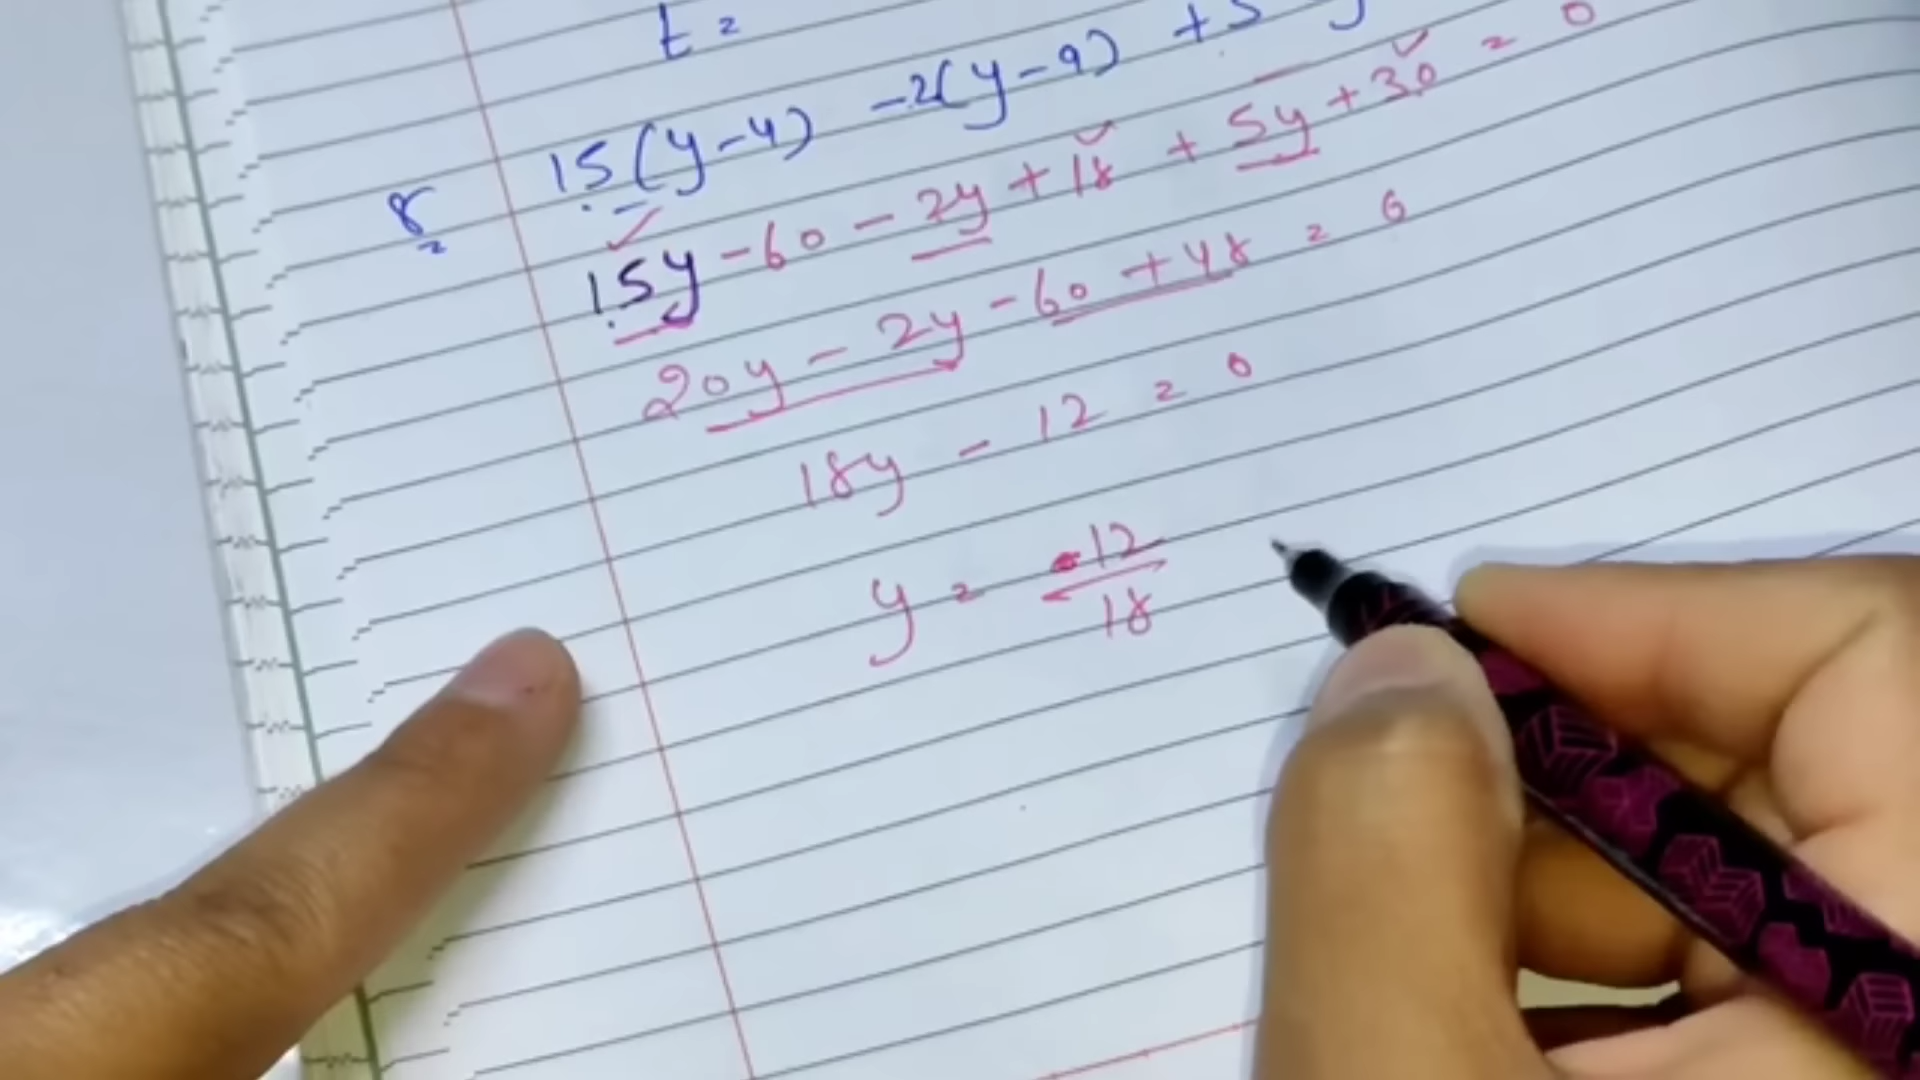 t =
8 15(y-4) -2(y-9) +5
15y - 60 - 2y + 18 + 5y + 30 = 0
20y - 2y - 60 + 48 = 0
18y - 12 = 0
y = 12/18